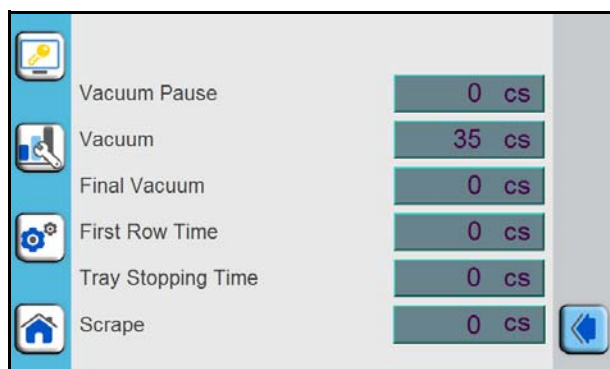 Vacuum Pause 0 cs
Vacuum 35 cs
Final Vacuum 0 cs
First Row Time 0 cs
Tray Stopping Time 0 cs
Scrape 0 cs